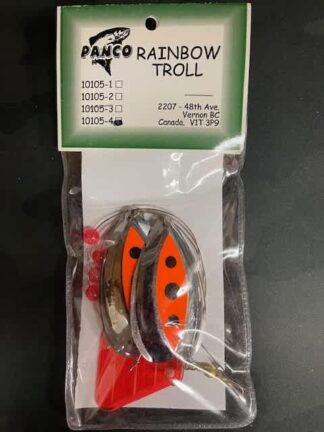 PANCO
RAINBOW
TROLL
10105-1
10105-2
10105-3
10105-4
2207 - 48th Ave.
Vernon BC
Canada, V1T 3P9